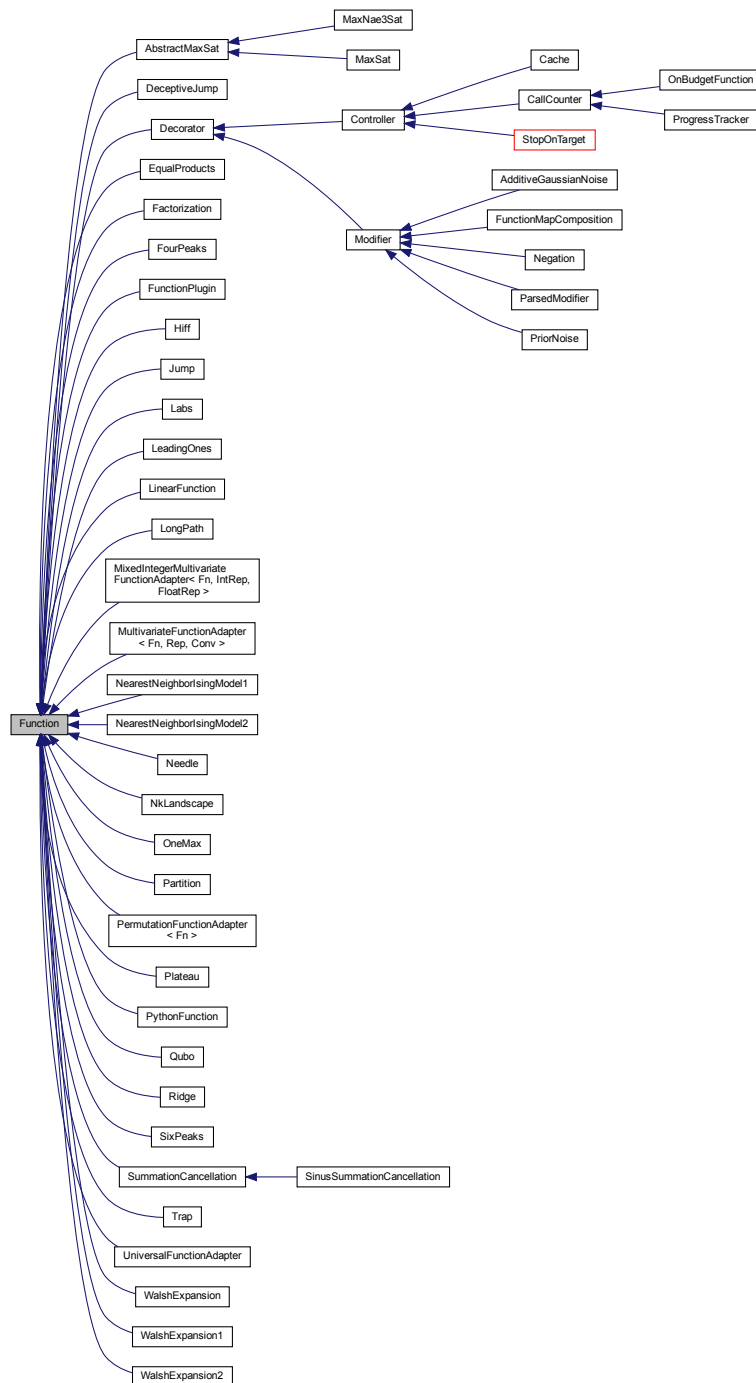 MaxNae3Sat
AbstractMaxSat
MaxSat
Cache
OnBudgetFunction
DeceptiveJump
CallCounter
Controller
ProgressTracker
Decorator
StopOnTarget
EqualProducts
AdditiveGaussianNoise
Factorization
FunctionMapComposition
Modifier
FourPeaks
Negation
FunctionPlugin
ParsedModifier
Hiff
PriorNoise
Jump
Labs
LeadingOnes
LinearFunction
LongPath
MixedIntegerMultivariate
FunctionAdapter< Fn, IntRep,
FloatRep >
MultivariateFunctionAdapter
< Fn, Rep, Conv >
NearestNeighborIsingModel1
Function
NearestNeighborIsingModel2
Needle
NkLandscape
OneMax
Partition
PermutationFunctionAdapter
< Fn >
Plateau
PythonFunction
Qubo
Ridge
SixPeaks
SummationCancellation
SinusSummationCancellation
Trap
UniversalFunctionAdapter
WalshExpansion
WalshExpansion1
WalshExpansion2